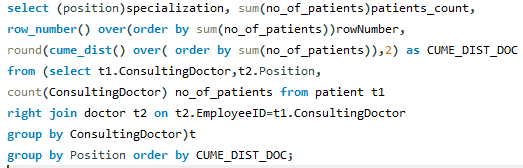 select (position)specialization, sum(no_of_patients)patients_count,
row_number() over(order by sum(no_of_patients))rowNumber,
round(cume_dist() over( order by sum(no_of_patients)),2) as CUME_DIST_DOC
from (select t1.ConsultingDoctor,t2.Position,
count(ConsultingDoctor) no_of_patients from patient t1
right join doctor t2 on t2.EmployeeID=t1.ConsultingDoctor
group by ConsultingDoctor)t
group by Position order by CUME_DIST_DOC;